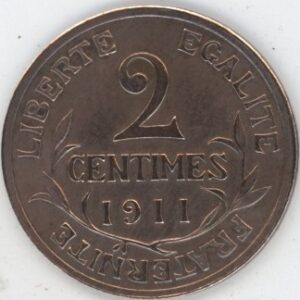 LIBERTE EGALITE FRATERNITE
2
CENTIMES
1911